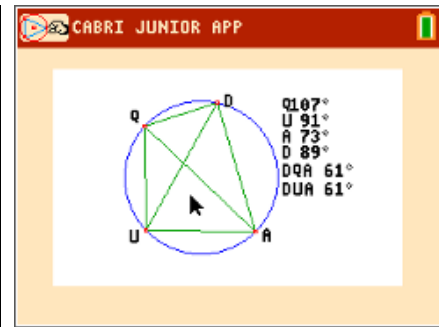 CABRI JUNIOR APP
D
Q
Q107°
U 91°
A 73°
D 89°
DQA 61°
DUA 61°
U
A